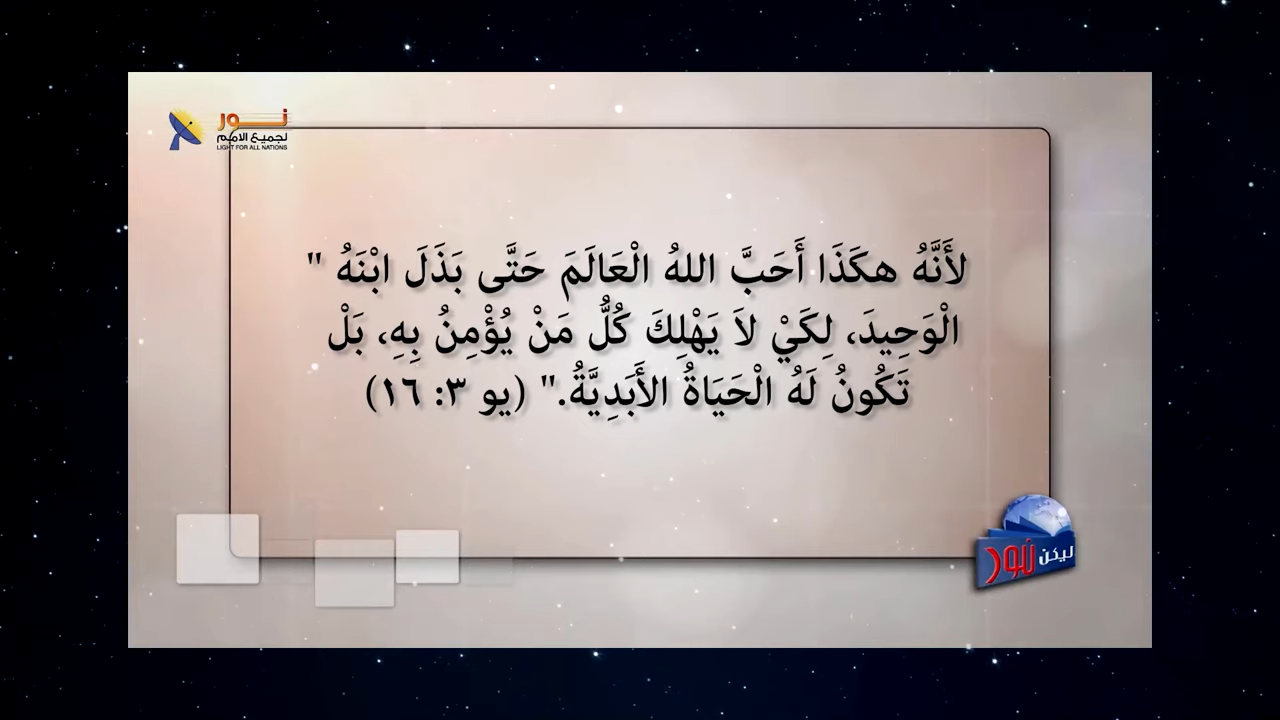 نور
لجميع الامم
LIGHT FOR ALL NATIONS
لأَنَّهُ هكَذَا أَحَبَّ اللهُ الْعَالَمَ حَتَّى بَذَلَ ابْنَهُ "
الْوَحِيدَ، لِكَيْ لاَ يَهْلِكَ كُلُّ مَنْ يُؤْمِنُ بِهِ، بَلْ
تَكُونُ لَهُ الْحَيَاةُ الأَبَدِيَّةُ." (يو ٣: ١٦)
ليكن نور